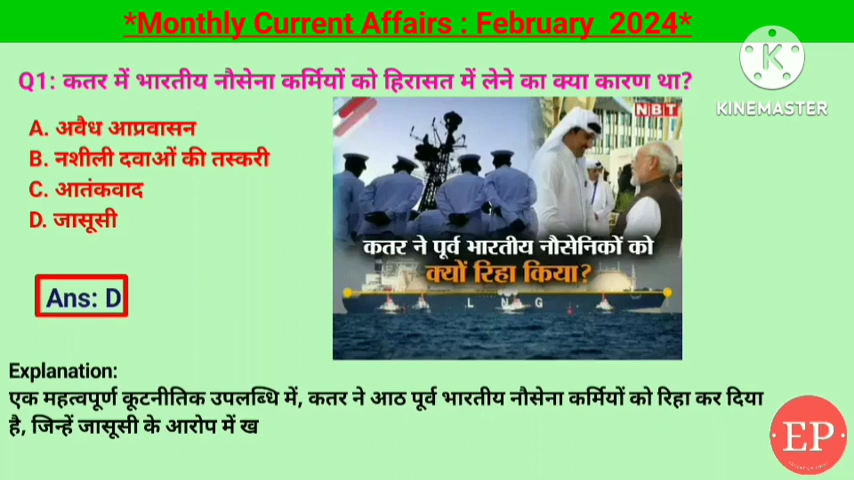 *Monthly Current Affairs : February 2024*
KINEMASTER
Q1: कतर में भारतीय नौसेना कर्मियों को हिरासत में लेने का क्या कारण था?
A. अवैध आप्रवासन
B. नशीली दवाओं की तस्करी
C. आतंकवाद
D. जासूसी
NBT
कतर ने पूर्व भारतीय नौसेनिकों को
क्यों रिहा किया?
L N G
Ans: D
Explanation:
एक महत्वपूर्ण कूटनीतिक उपलब्धि में, कतर ने आठ पूर्व भारतीय नौसेना कर्मियों को रिहा कर दिया
है, जिन्हें जासूसी के आरोप में ख
EP